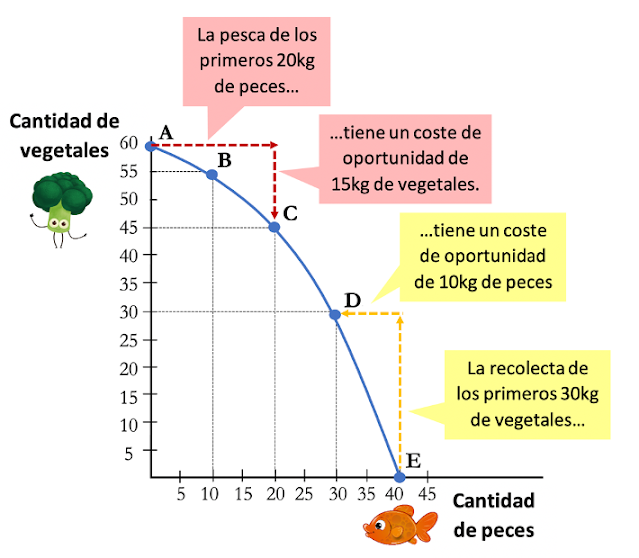 La pesca de los
primeros 20kg
de peces...
Cantidad de
vegetales
...tiene un coste de
oportunidad de
15kg de vegetales.
...tiene un coste
de oportunidad
de 10kg de peces
La recolecta de
los primeros 30kg
de vegetales...
A
B
C
D
E
60
55
50
45
40
35
30
25
20
15
10
5
5 10 15 20 25 30 35 40 45
Cantidad
de peces